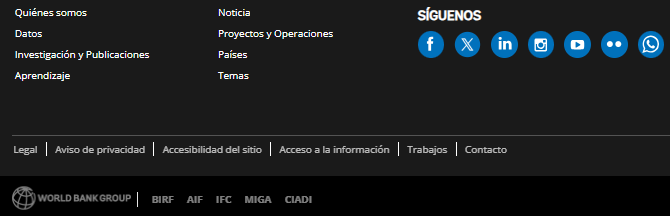 Quiénes somos
Datos
Investigación y Publicaciones
Aprendizaje
Noticia
Proyectos y Operaciones
Países
Temas
SÍGUENOS
Legal | Aviso de privacidad | Accesibilidad del sitio | Acceso a la información | Trabajos | Contacto
WORLD BANK GROUP | BIRF AIF IFC MIGA CIADI